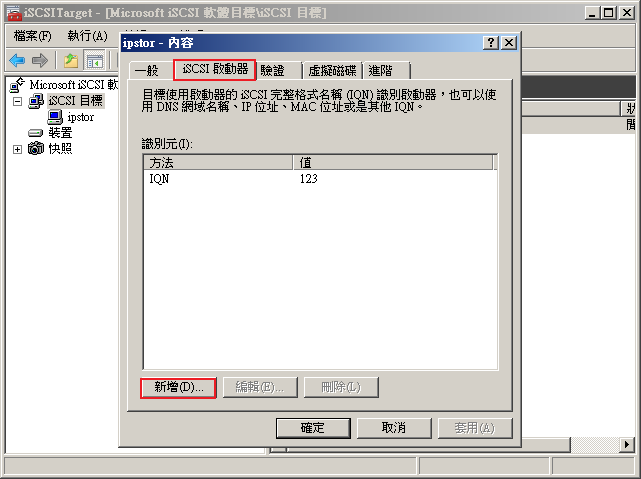 iSCSITarget - [Microsoft iSCSI 軟體目標\iSCSI 目標]
檔案(F) 執行(A)
ipstor - 內容
一般 iSCSI 啟動器 驗證 虛擬磁碟 進階
目標使用啟動器的 iSCSI 完整格式名稱 (IQN) 識別啟動器，也可以使
用 DNS 網域名稱、IP 位址、MAC 位址或是其他 IQN。
識別元(I):
方法 值
IQN 123
新增(D)... 編輯(E)... 刪除(L)
確定 取消 套用(A)
Microsoft iSCSI 軟
iSCSI 目標
ipstor
裝置
快照